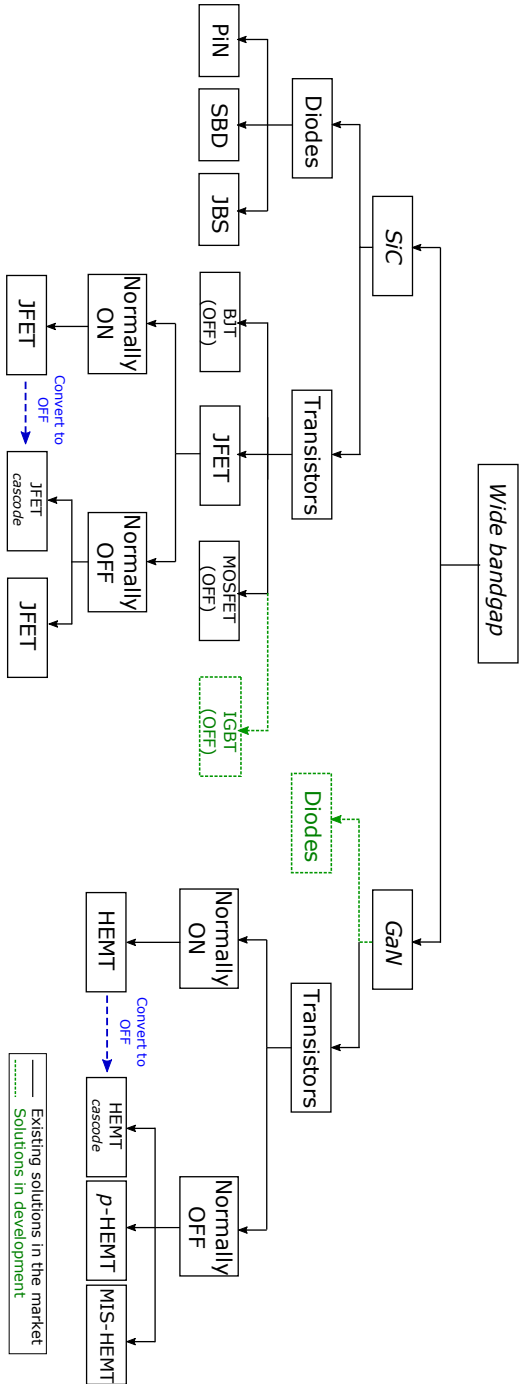 Wide bandgap
SiC
GaN
Diodes
Transistors
Diodes
Transistors
PiN
SBD
JBS
BJT
(OFF)
JFET
MOSFET
(OFF)
IGBT
(OFF)
Normally
ON
Normally
OFF
Normally
ON
Normally
OFF
JFET
Convert to
OFF
JFET
cascode
JFET
HEMT
Convert to
OFF
HEMT
cascode
p-HEMT
MIS-HEMT
Existing solutions in the market
Solutions in development